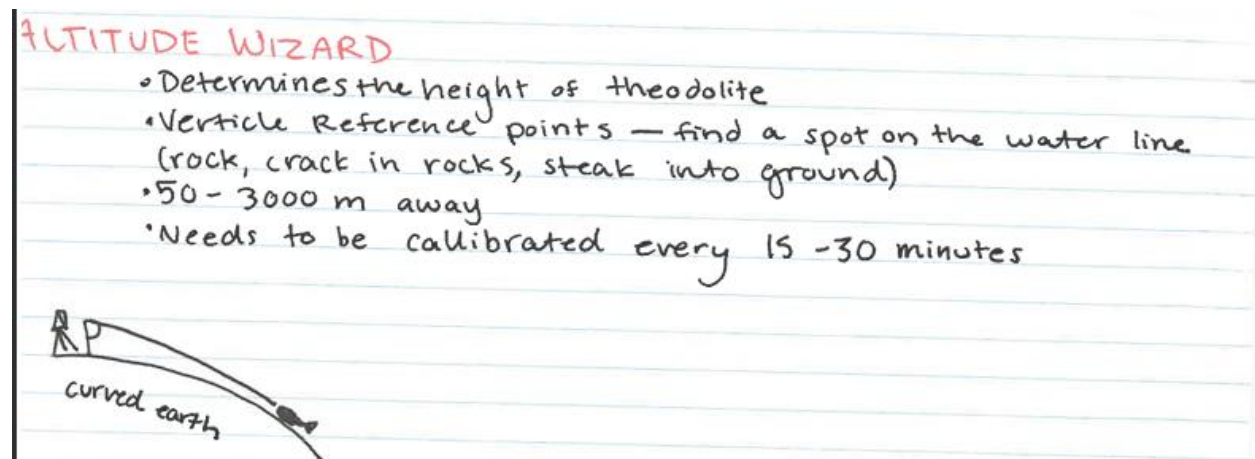 ALTITUDE WIZARD
• Determines the height of theodolite
• Verticle Reference points — find a spot on the water line
(rock, crack in rocks, steak into ground)
• 50 - 3000 m away
• Needs to be callibrated every 15 - 30 minutes
curved earth